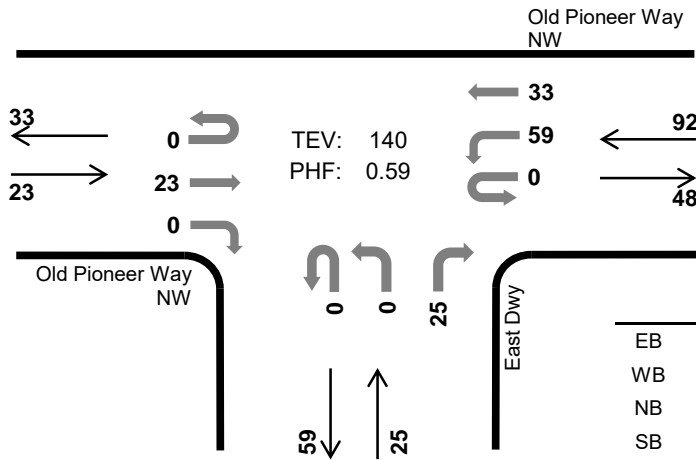 Old Pioneer Way
NW
33
33
0
TEV: 140
59
92
23
PHF: 0.59
0
23
48
0
Old Pioneer Way
NW
0
0
25
East Dwy
EB
WB
NB
SB
59
25